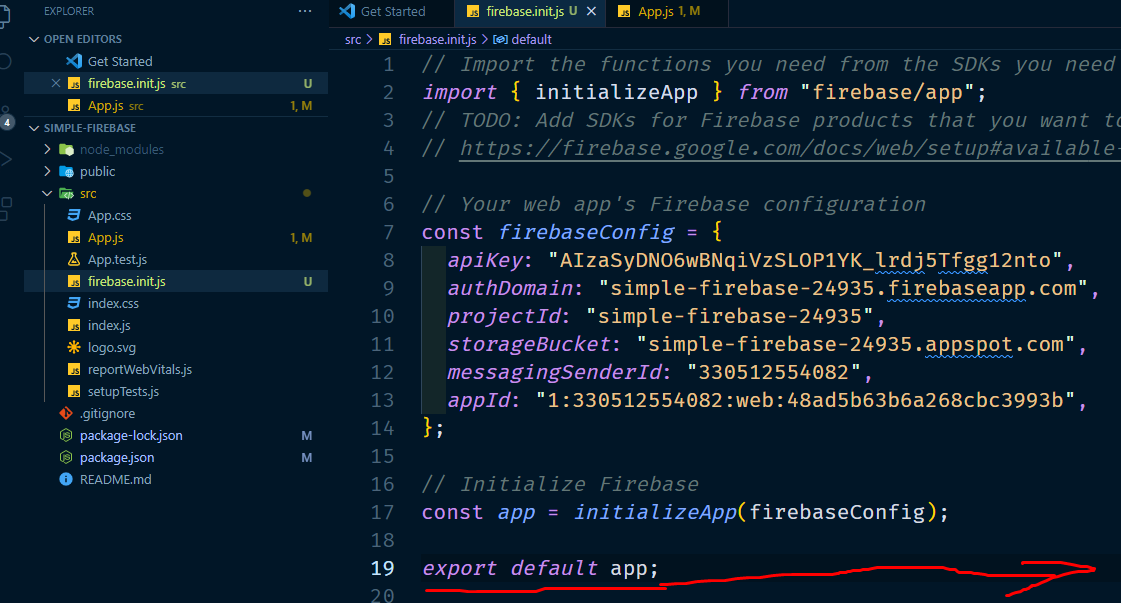 EXPLORER ...
OPEN EDITORS
Get Started
firebase.init.js src U
App.js src 1, M
4
SIMPLE-FIREBASE
node_modules
public
src
App.css
App.js 1, M
App.test.js
firebase.init.js U
index.css
index.js
logo.svg
reportWebVitals.js
setupTests.js
.gitignore
package-lock.json M
package.json M
README.md
Get Started firebase.init.js U App.js 1, M
src > firebase.init.js > default
1 // Import the functions you need from the SDKs you need
2 import { initializeApp } from "firebase/app";
3 // TODO: Add SDKs for Firebase products that you want to
4 // https://firebase.google.com/docs/web/setup#available-
5
6 // Your web app's Firebase configuration
7 const firebaseConfig = {
8 apiKey: "AIzaSyDNO6wBNqiVzSLOP1YK_lrdj5Tfgg12nto",
9 authDomain: "simple-firebase-24935.firebaseapp.com",
10 projectId: "simple-firebase-24935",
11 storageBucket: "simple-firebase-24935.appspot.com",
12 messagingSenderId: "330512554082",
13 appId: "1:330512554082:web:48ad5b63b6a268cbc3993b",
14 };
15
16 // Initialize Firebase
17 const app = initializeApp(firebaseConfig);
18
19 export default app;
20